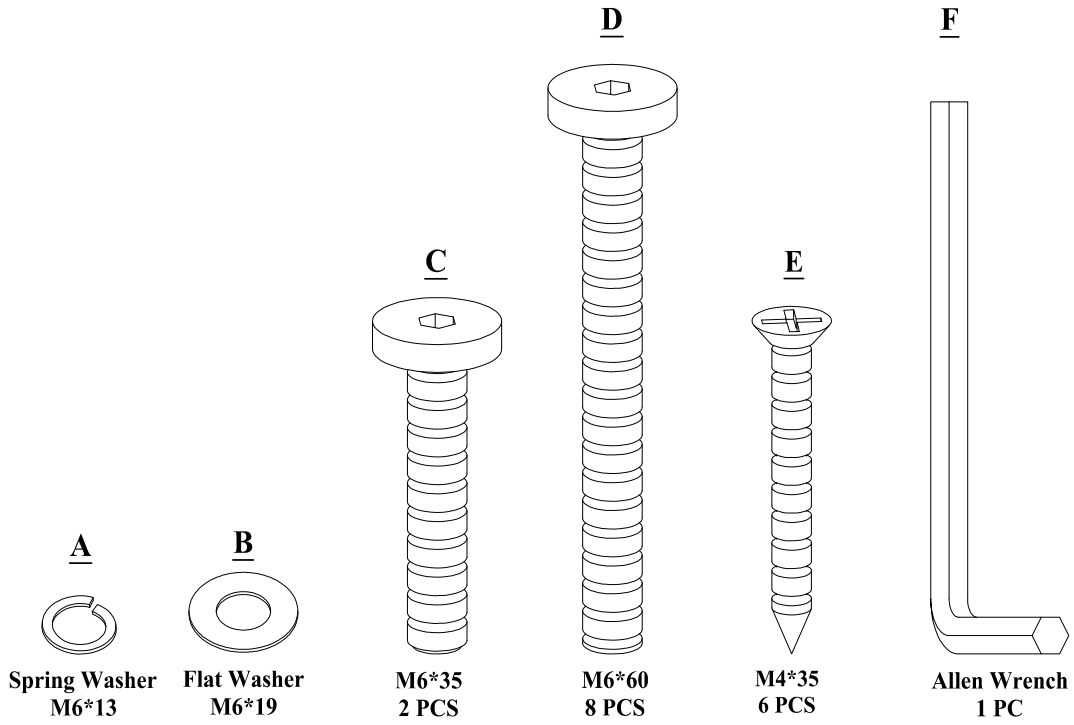 A
Spring Washer
M6*13
B
Flat Washer
M6*19
C
M6*35
2 PCS
D
M6*60
8 PCS
E
M4*35
6 PCS
F
Allen Wrench
1 PC